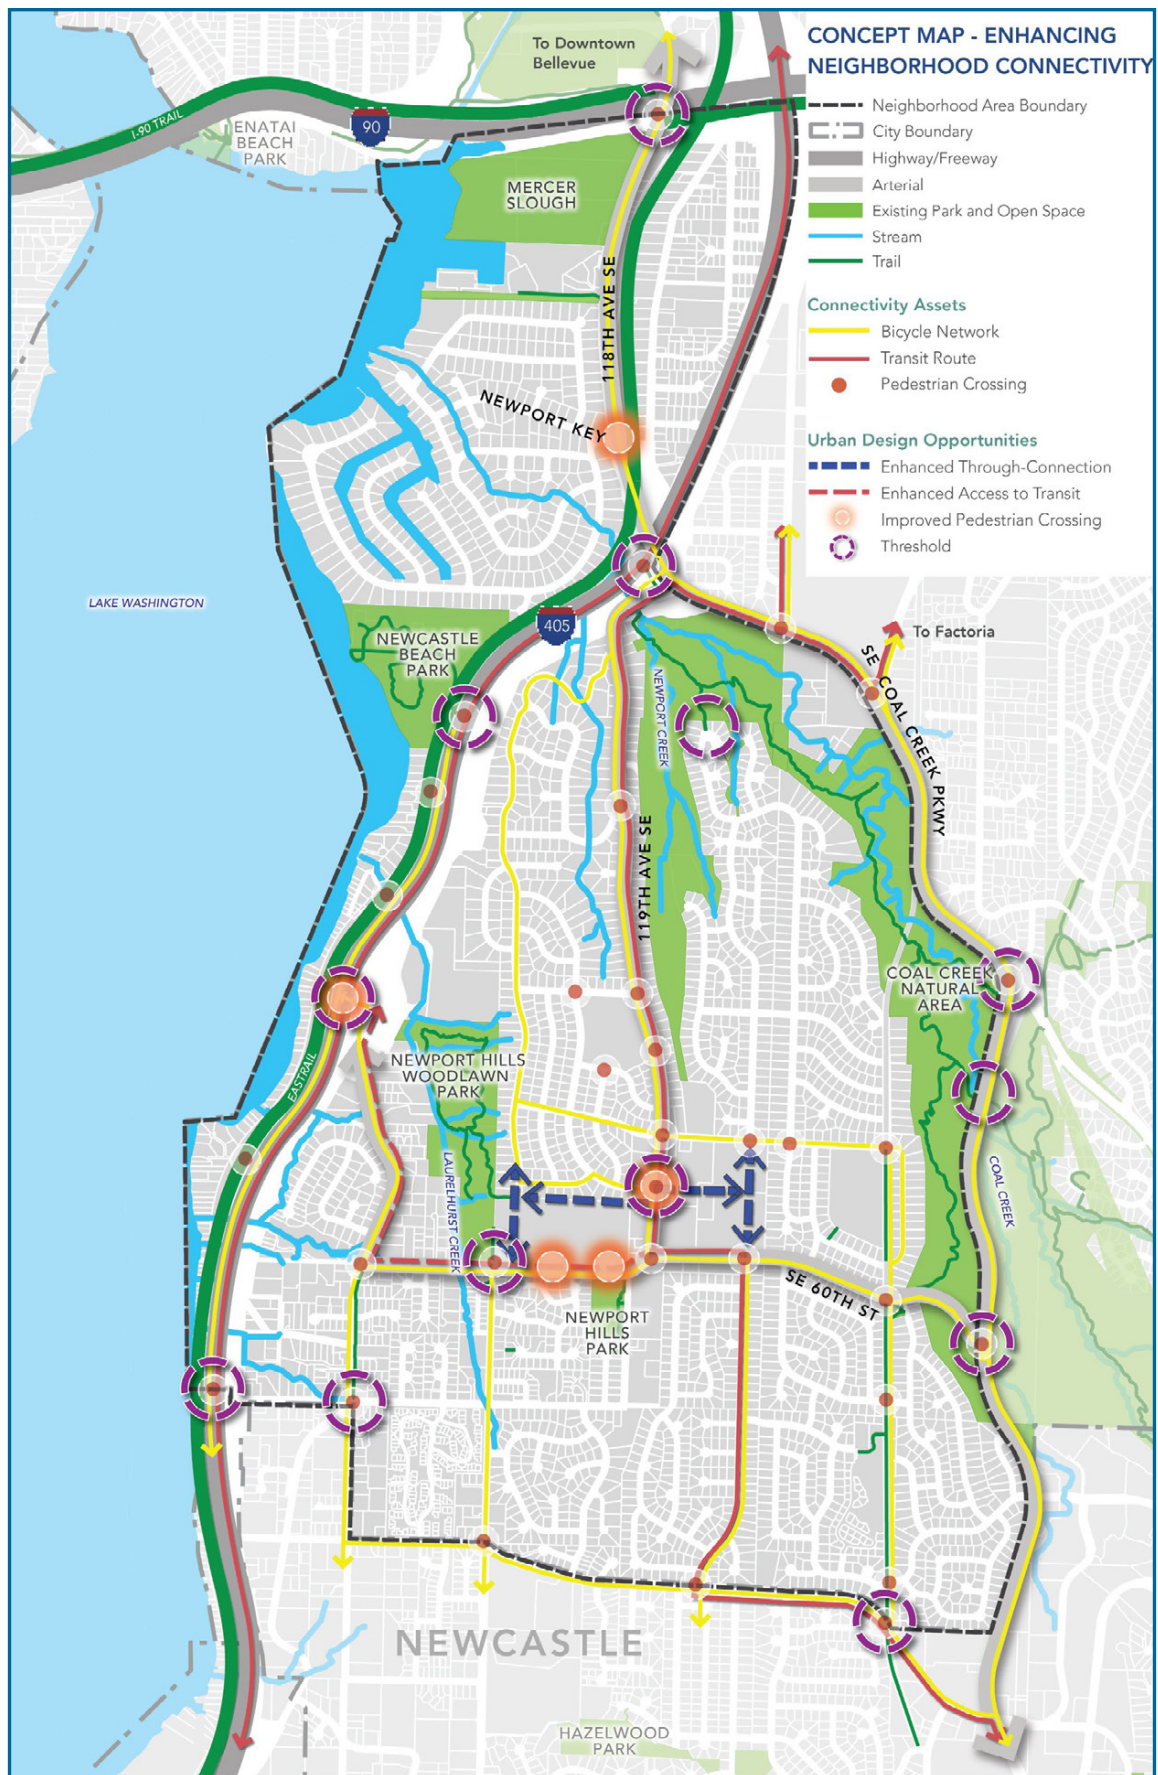 CONCEPT MAP - ENHANCING
NEIGHBORHOOD CONNECTIVITY
Neighborhood Area Boundary
City Boundary
Highway/Freeway
Arterial
Existing Park and Open Space
Stream
Trail
Connectivity Assets
Bicycle Network
Transit Route
Pedestrian Crossing
Urban Design Opportunities
Enhanced Through-Connection
Enhanced Access to Transit
Improved Pedestrian Crossing
Threshold
To Downtown
Bellevue
I-90 TRAIL
90
ENATAI
BEACH
PARK
MERCER
SLOUGH
118TH AVE SE
NEWPORT KEY
LAKE WASHINGTON
405
To Factoria
NEWCASTLE
BEACH
PARK
NEWPORT CREEK
SE COAL CREEK PKWY
119TH AVE SE
COAL CREEK
NATURAL
AREA
EASTRAIL
NEWPORT HILLS
WOODLAWN
PARK
LAURELHURST CREEK
COAL CREEK
SE 60TH ST
NEWPORT
HILLS
PARK
NEWCASTLE
HAZELWOOD
PARK